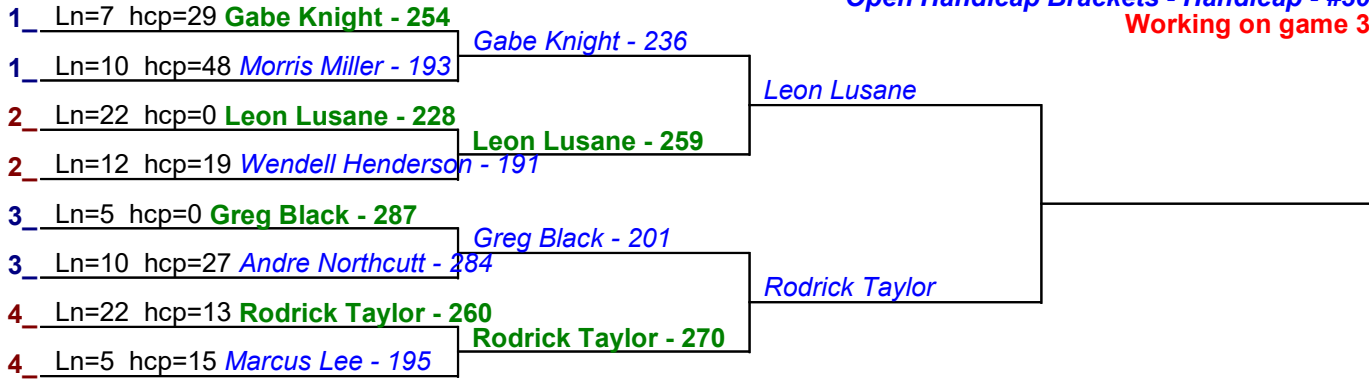 Open Handicap Brackets - Handicap - #30
Working on game 3
1_ Ln=7 hcp=29 Gabe Knight - 254
Gabe Knight - 236
1_ Ln=10 hcp=48 Morris Miller - 193
Leon Lusane
2_ Ln=22 hcp=0 Leon Lusane - 228
Leon Lusane - 259
2_ Ln=12 hcp=19 Wendell Henderson - 191
3_ Ln=5 hcp=0 Greg Black - 287
Greg Black - 201
3_ Ln=10 hcp=27 Andre Northcutt - 284
Rodrick Taylor
4_ Ln=22 hcp=13 Rodrick Taylor - 260
Rodrick Taylor - 270
4_ Ln=5 hcp=15 Marcus Lee - 195